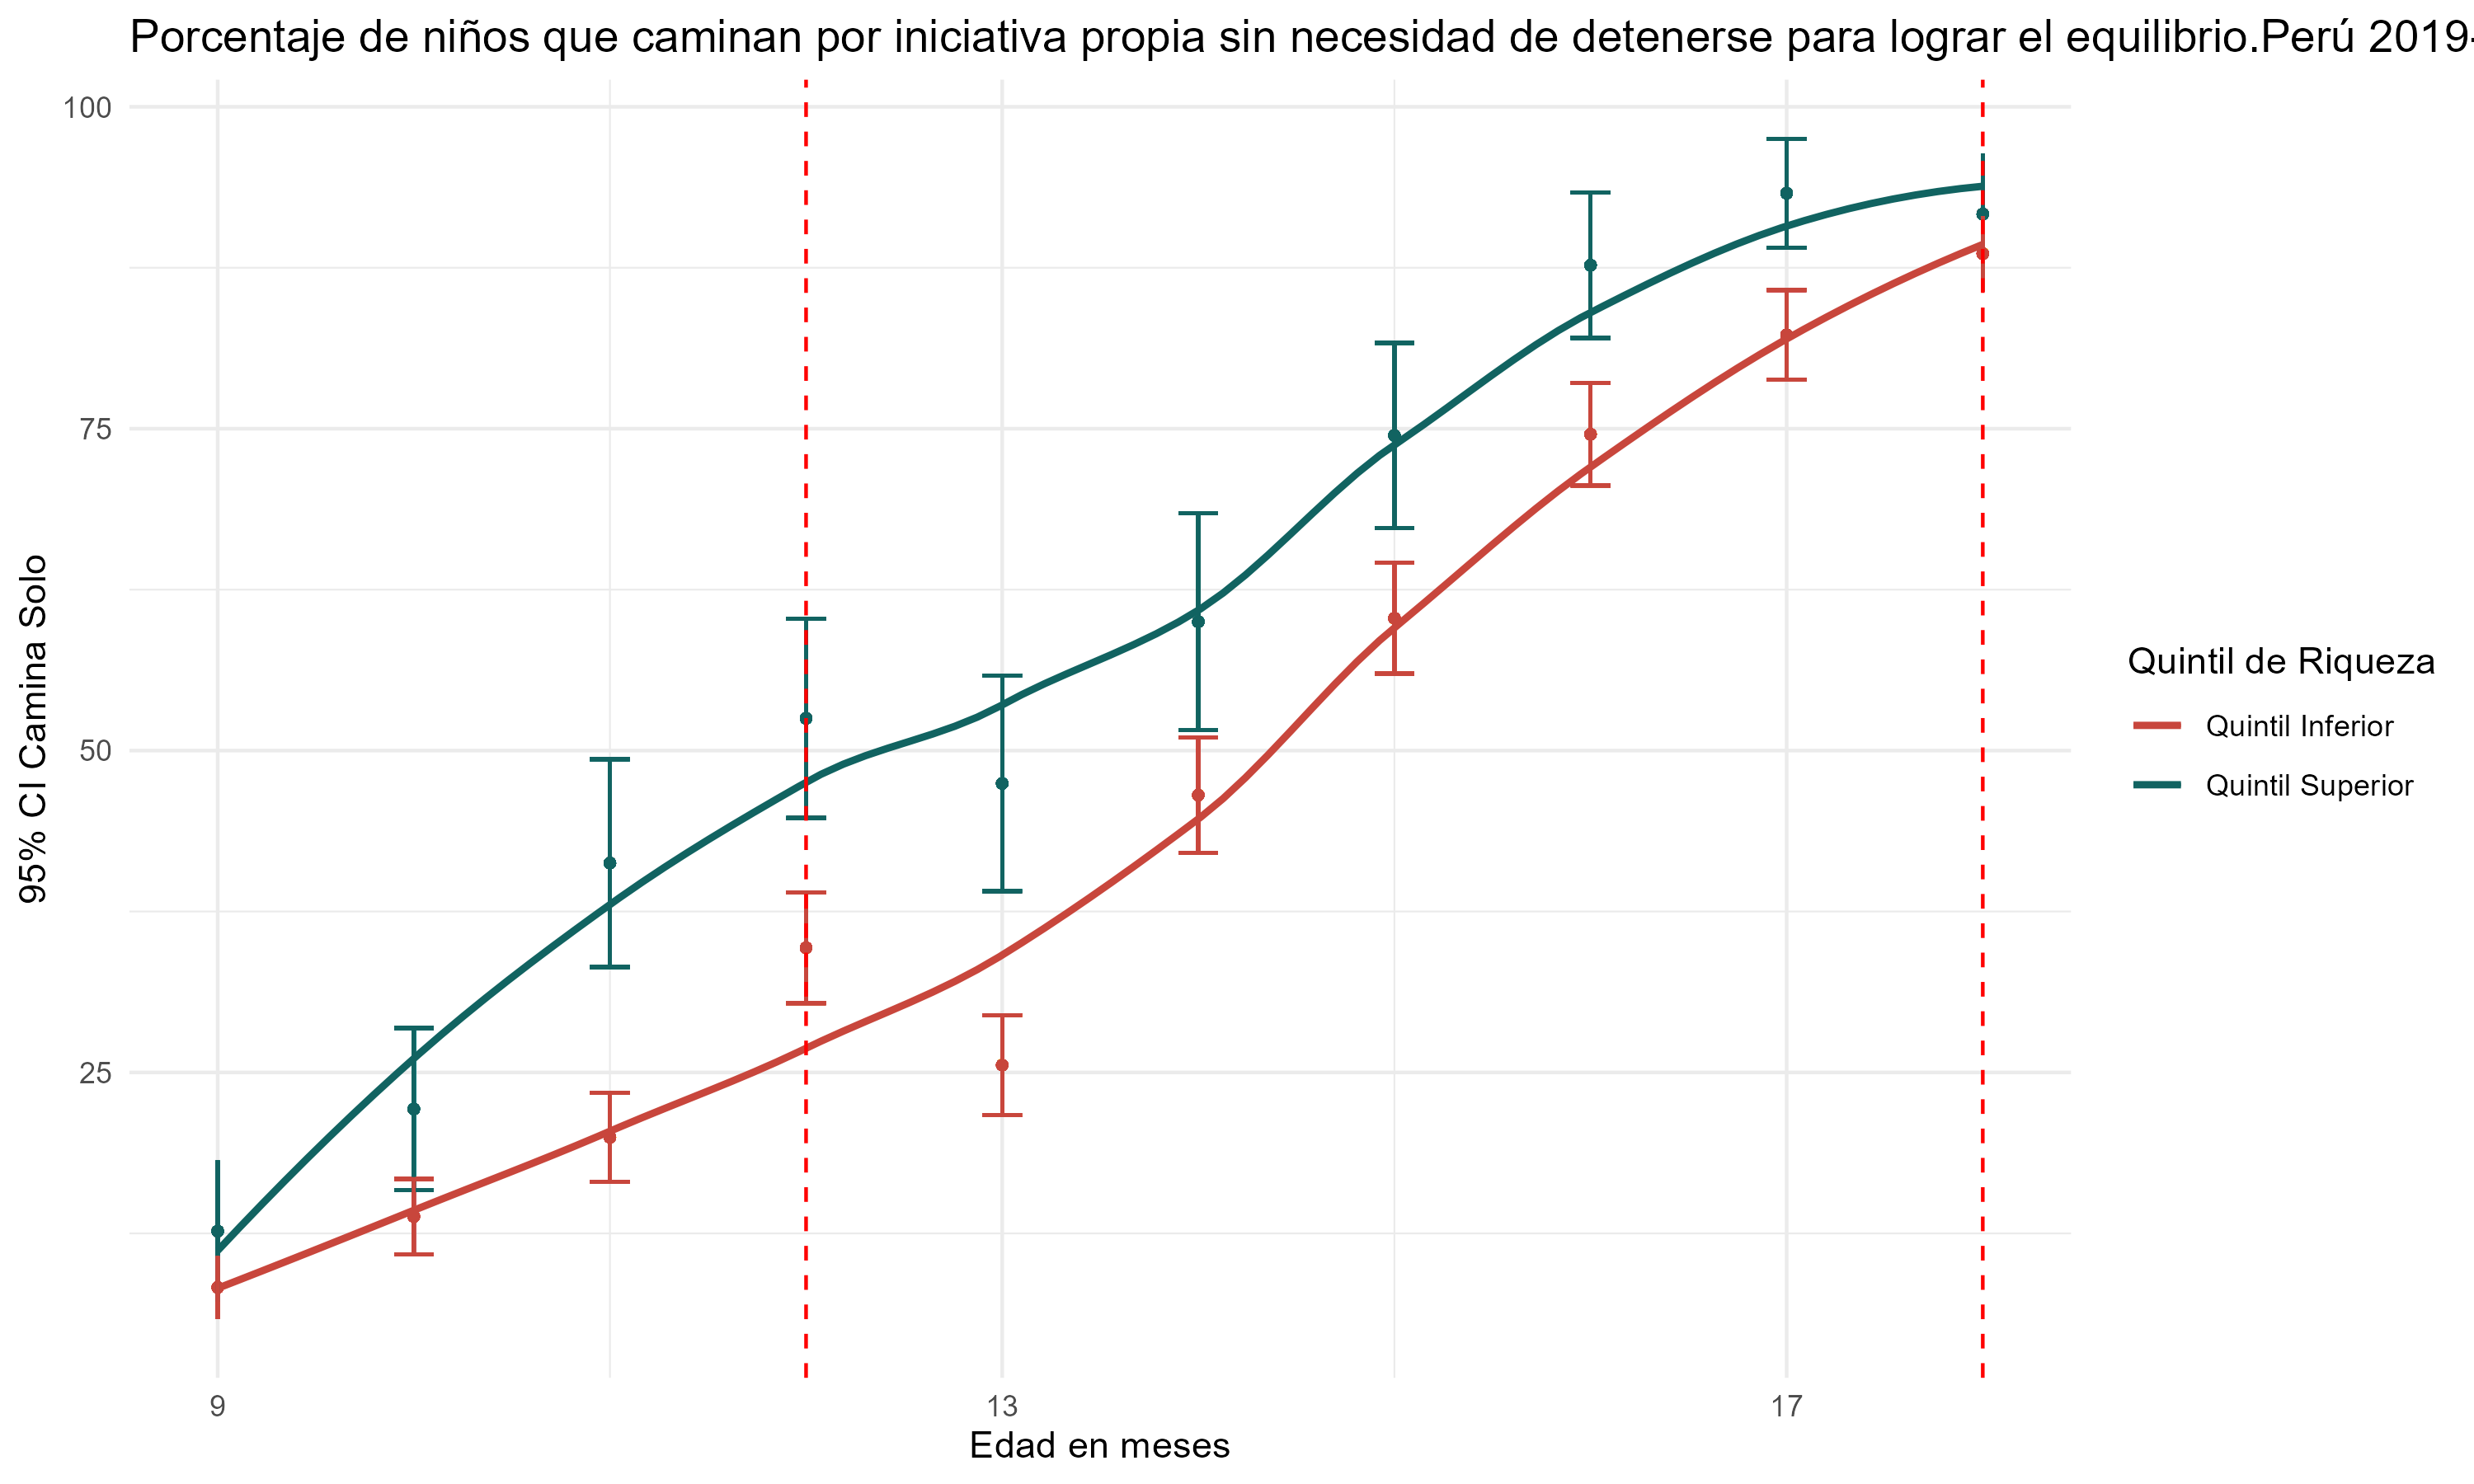 Porcentaje de niños que caminan por iniciativa propia sin necesidad de detenerse para lograr el equilibrio.Perú 2019-
100
75
50
25
95% CI Camina Solo
9
13
17
Edad en meses
Quintil de Riqueza
Quintil Inferior
Quintil Superior